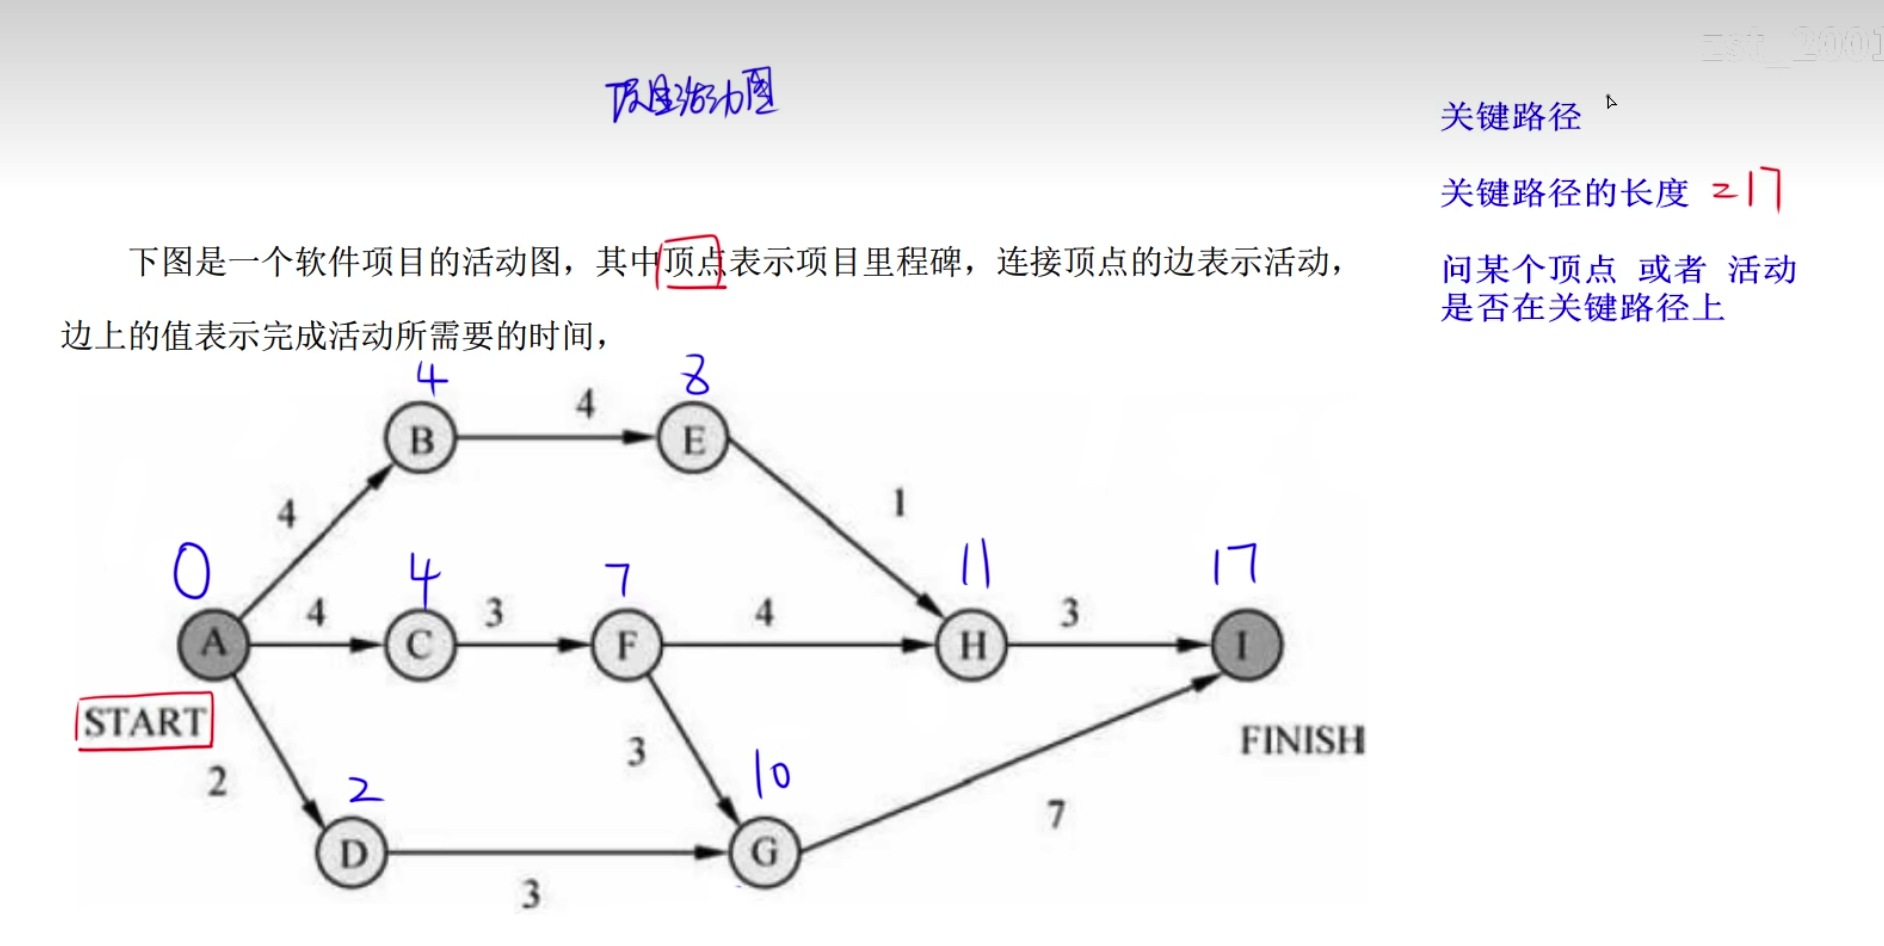 zst_2001
项目活动图
关键路径
关键路径的长度 =17
下图是一个软件项目的活动图，其中顶点表示项目里程碑，连接顶点的边表示活动，
问某个顶点 或者 活动
是否在关键路径上
边上的值表示完成活动所需要的时间，
4
8
4
B
E
4
1
0
4
7
11
17
4
3
4
3
A
C
F
H
I
START
3
FINISH
2
2
10
7
D
G
3